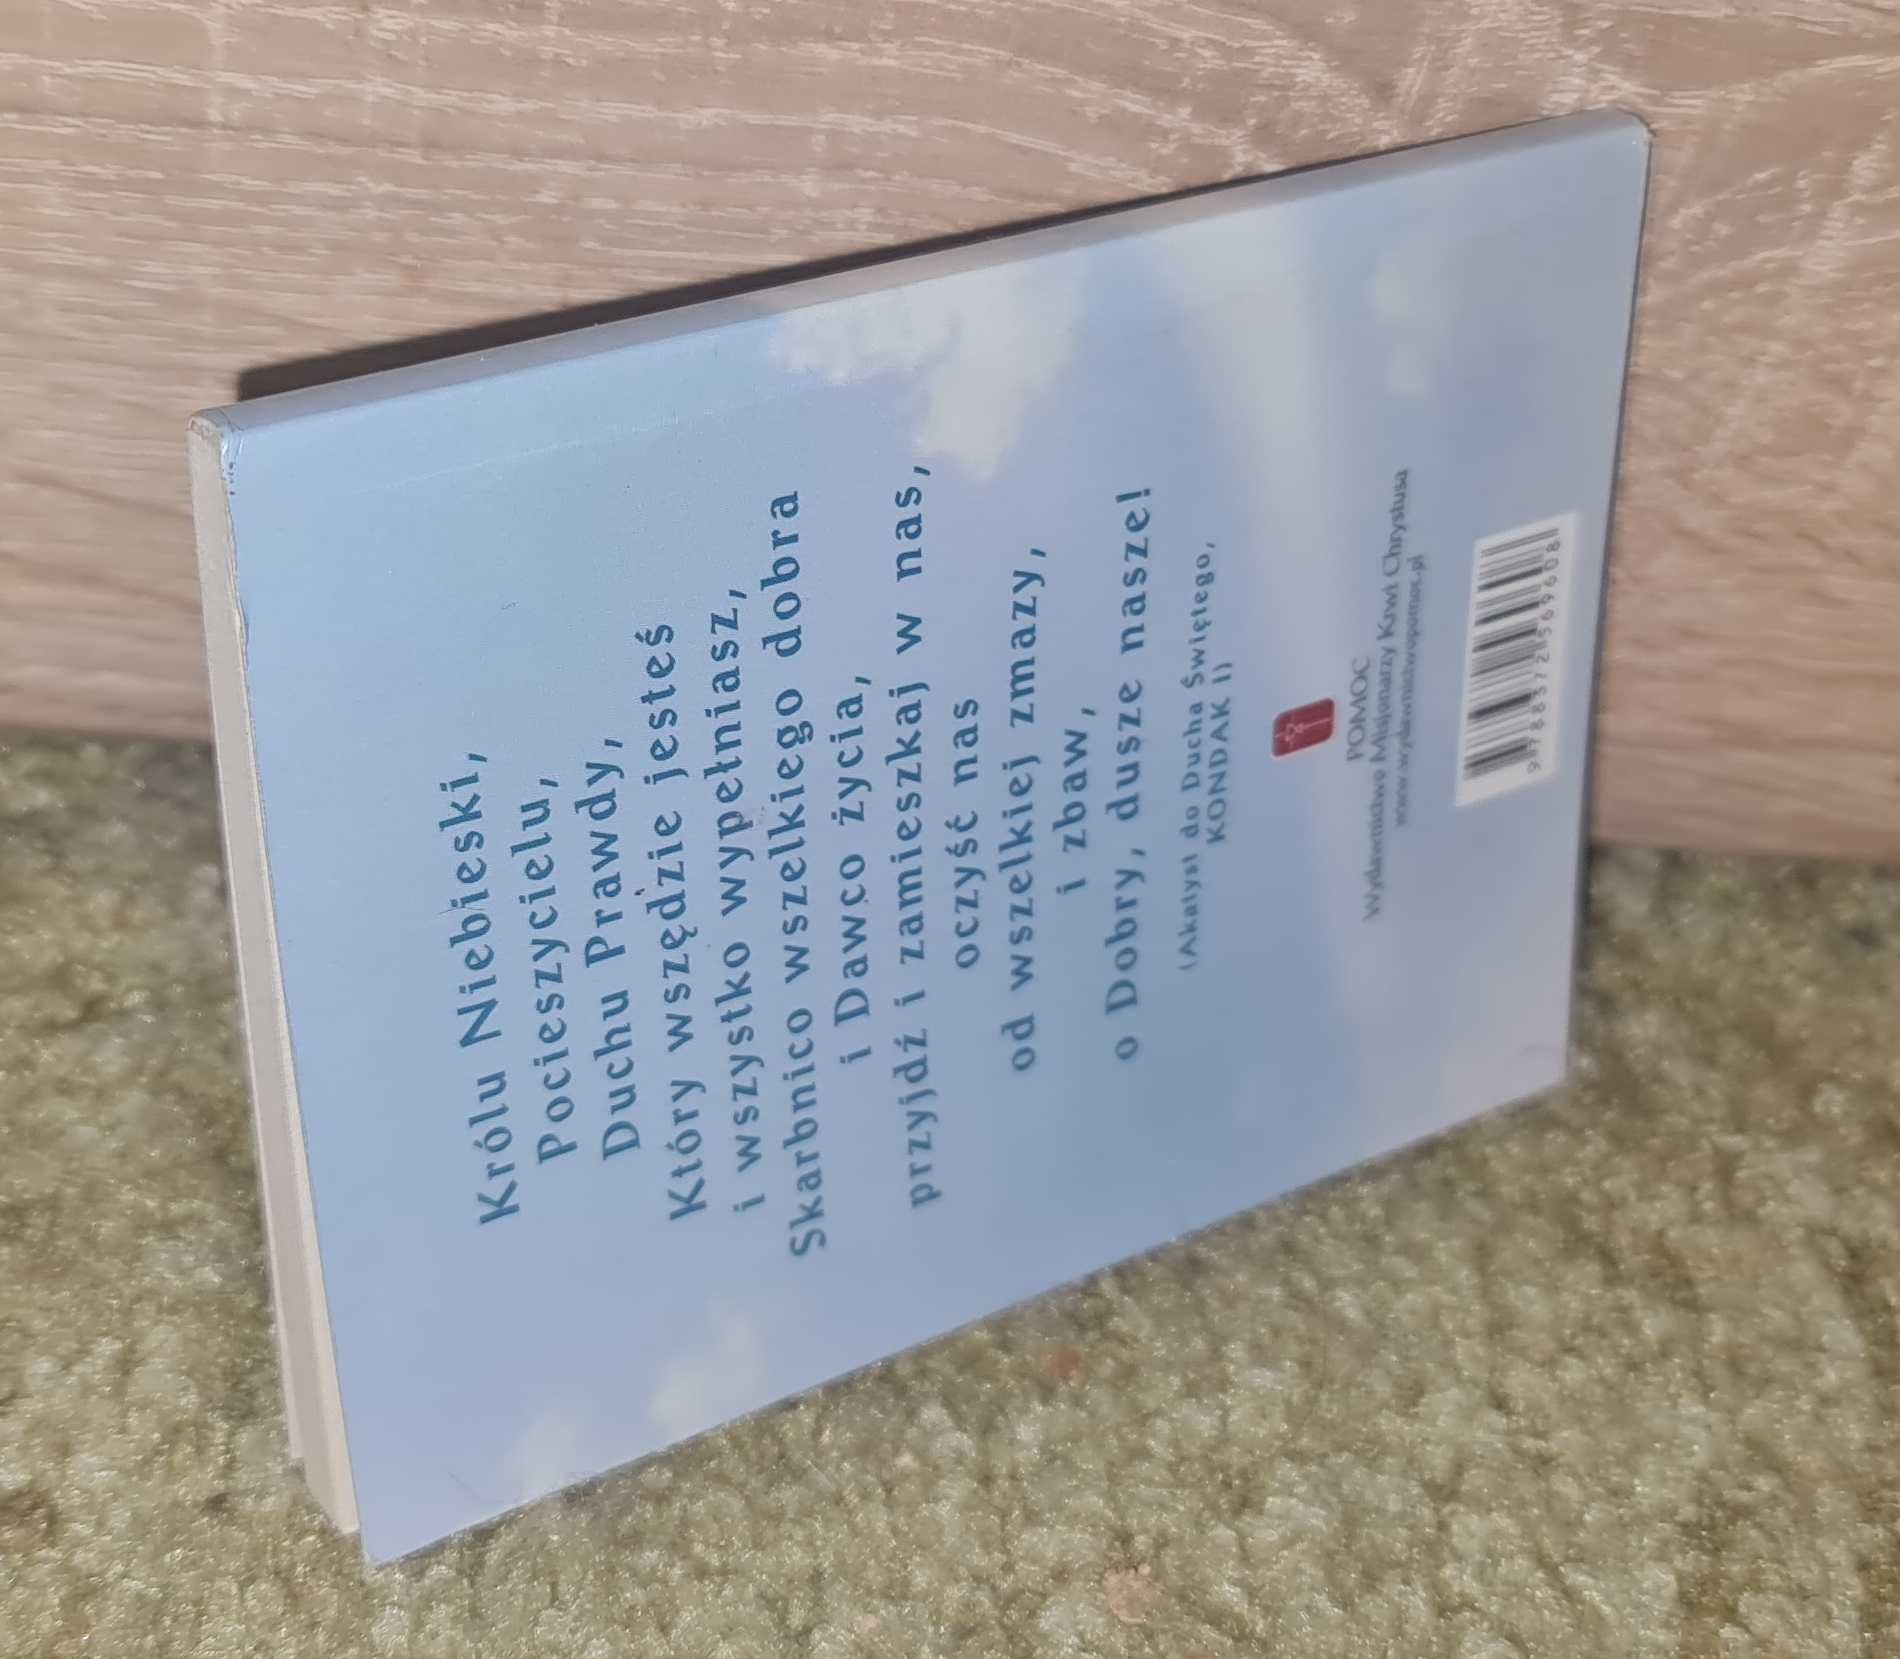 Królu Niebieski,
Pocieszycielu,
Duchu Prawdy,
Który wszędzie jesteś
i wszystko wypełniasz,
Skarbnico wszelkiego dobra
i Dawco życia,
przyjdź i zamieszkaj w nas,
oczyść nas
od wszelkiej zmazy,
i zbaw,
o Dobry, dusze nasze!
(Akatyst do Ducha Świętego,
KONDAK I)
POMOC
Wydawnictwo Misjonarzy Krwi Chrystusa
www.wydawnictwopomoc.pl
9788372569608